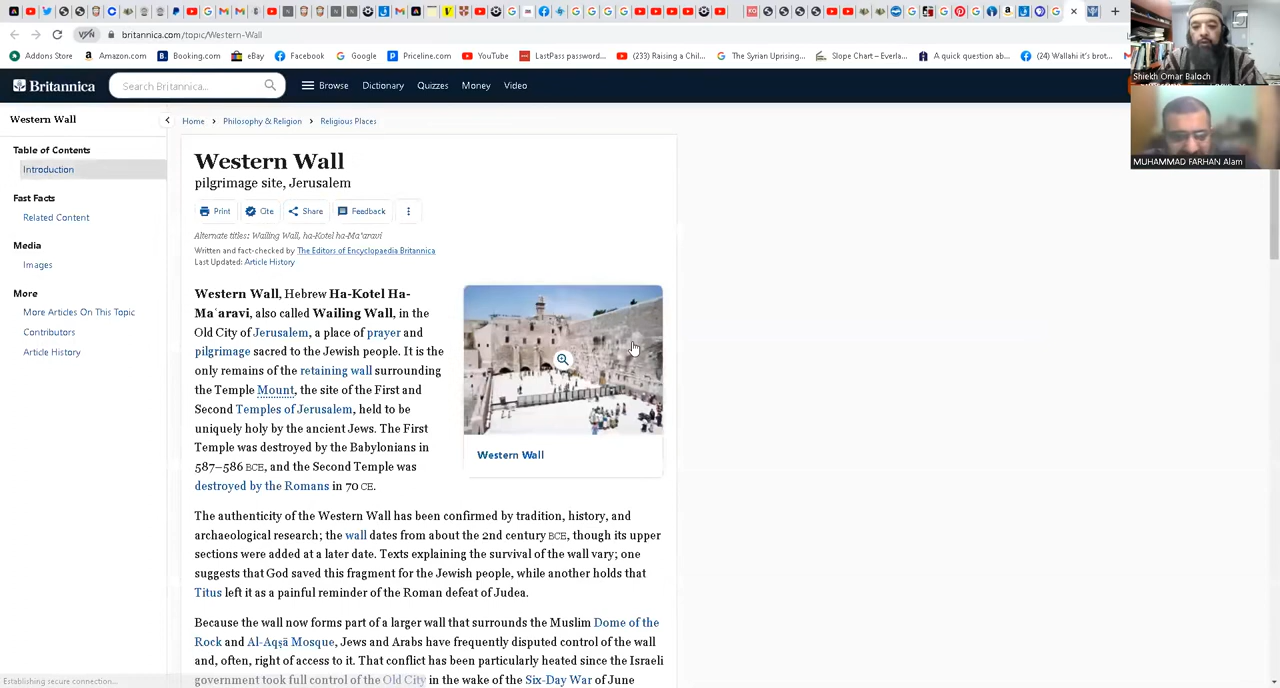 britannica.com/topic/Western-Wall
Addons Store
Amazon.com
Booking.com
eBay
Facebook
Google
Priceline.com
YouTube
LastPass password...
(233) Raising a Chil...
The Syrian Uprising...
Slope Chart – Everla...
A quick question ab...
(24) Wallahi it's brot...
Shiekh Omar Baloch
MUHAMMAD FARHAN Alam
Britannica
Search Britannica...
Browse
Dictionary
Quizzes
Money
Video
Western Wall
Table of Contents
Introduction
Fast Facts
Related Content
Media
Images
More
More Articles On This Topic
Contributors
Article History
Home > Philosophy & Religion > Religious Places
Western Wall
pilgrimage site, Jerusalem
Print
Cite
Share
Feedback
Alternate titles: Wailing Wall, ha-Kotel ha-Maʿaravi
Written and fact-checked by The Editors of Encyclopaedia Britannica
Last Updated: Article History
Western Wall, Hebrew Ha-Kotel Ha-
Maʿaravi, also called Wailing Wall, in the
Old City of Jerusalem, a place of prayer and
pilgrimage sacred to the Jewish people. It is the
only remains of the retaining wall surrounding
the Temple Mount, the site of the First and
Second Temples of Jerusalem, held to be
uniquely holy by the ancient Jews. The First
Temple was destroyed by the Babylonians in
587–586 BCE, and the Second Temple was
destroyed by the Romans in 70 CE.
Western Wall
The authenticity of the Western Wall has been confirmed by tradition, history, and
archaeological research; the wall dates from about the 2nd century BCE, though its upper
sections were added at a later date. Texts explaining the survival of the wall vary; one
suggests that God saved this fragment for the Jewish people, while another holds that
Titus left it as a painful reminder of the Roman defeat of Judea.
Because the wall now forms part of a larger wall that surrounds the Muslim Dome of the
Rock and Al-Aqṣā Mosque, Jews and Arabs have frequently disputed control of the wall
and, often, right of access to it. That conflict has been particularly heated since the Israeli
government took full control of the Old City in the wake of the Six-Day War of June
Establishing secure connection...